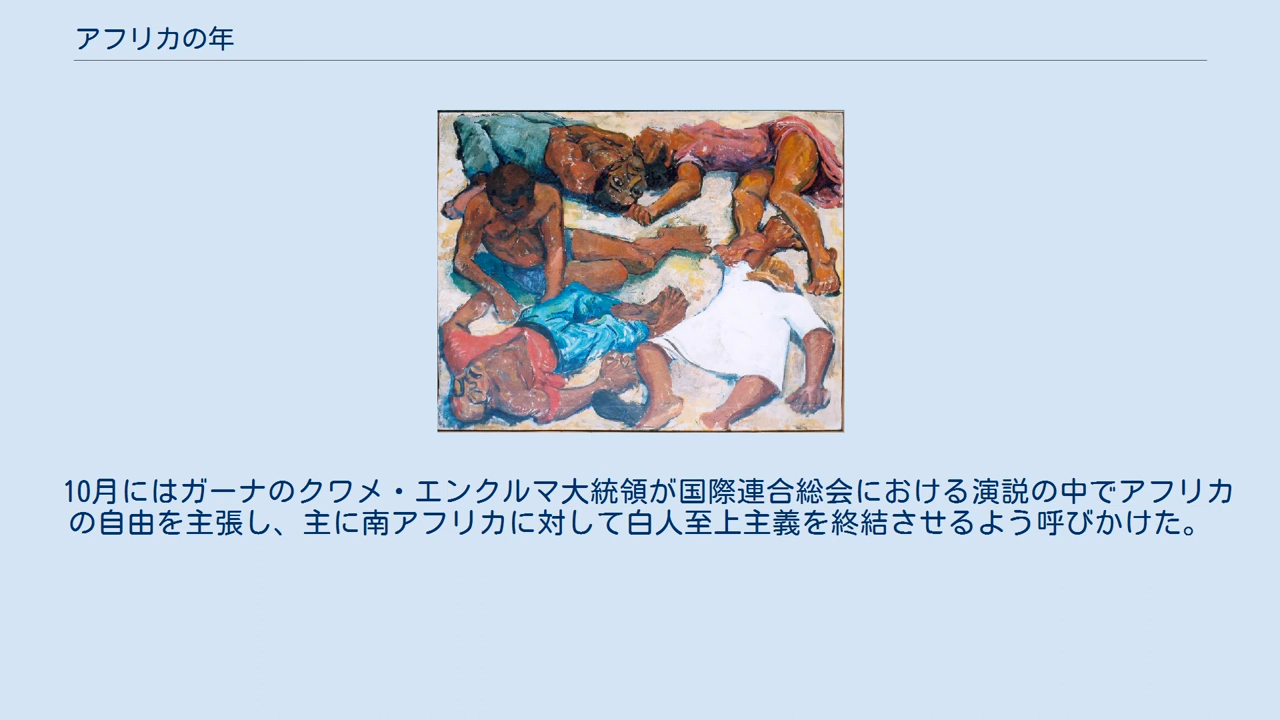 アフリカの年
10月にはガーナのクワメ・エンクルマ大統領が国際連合総会における演説の中でアフリカ
の自由を主張し、主に南アフリカに対して白人至上主義を終結させるよう呼びかけた。